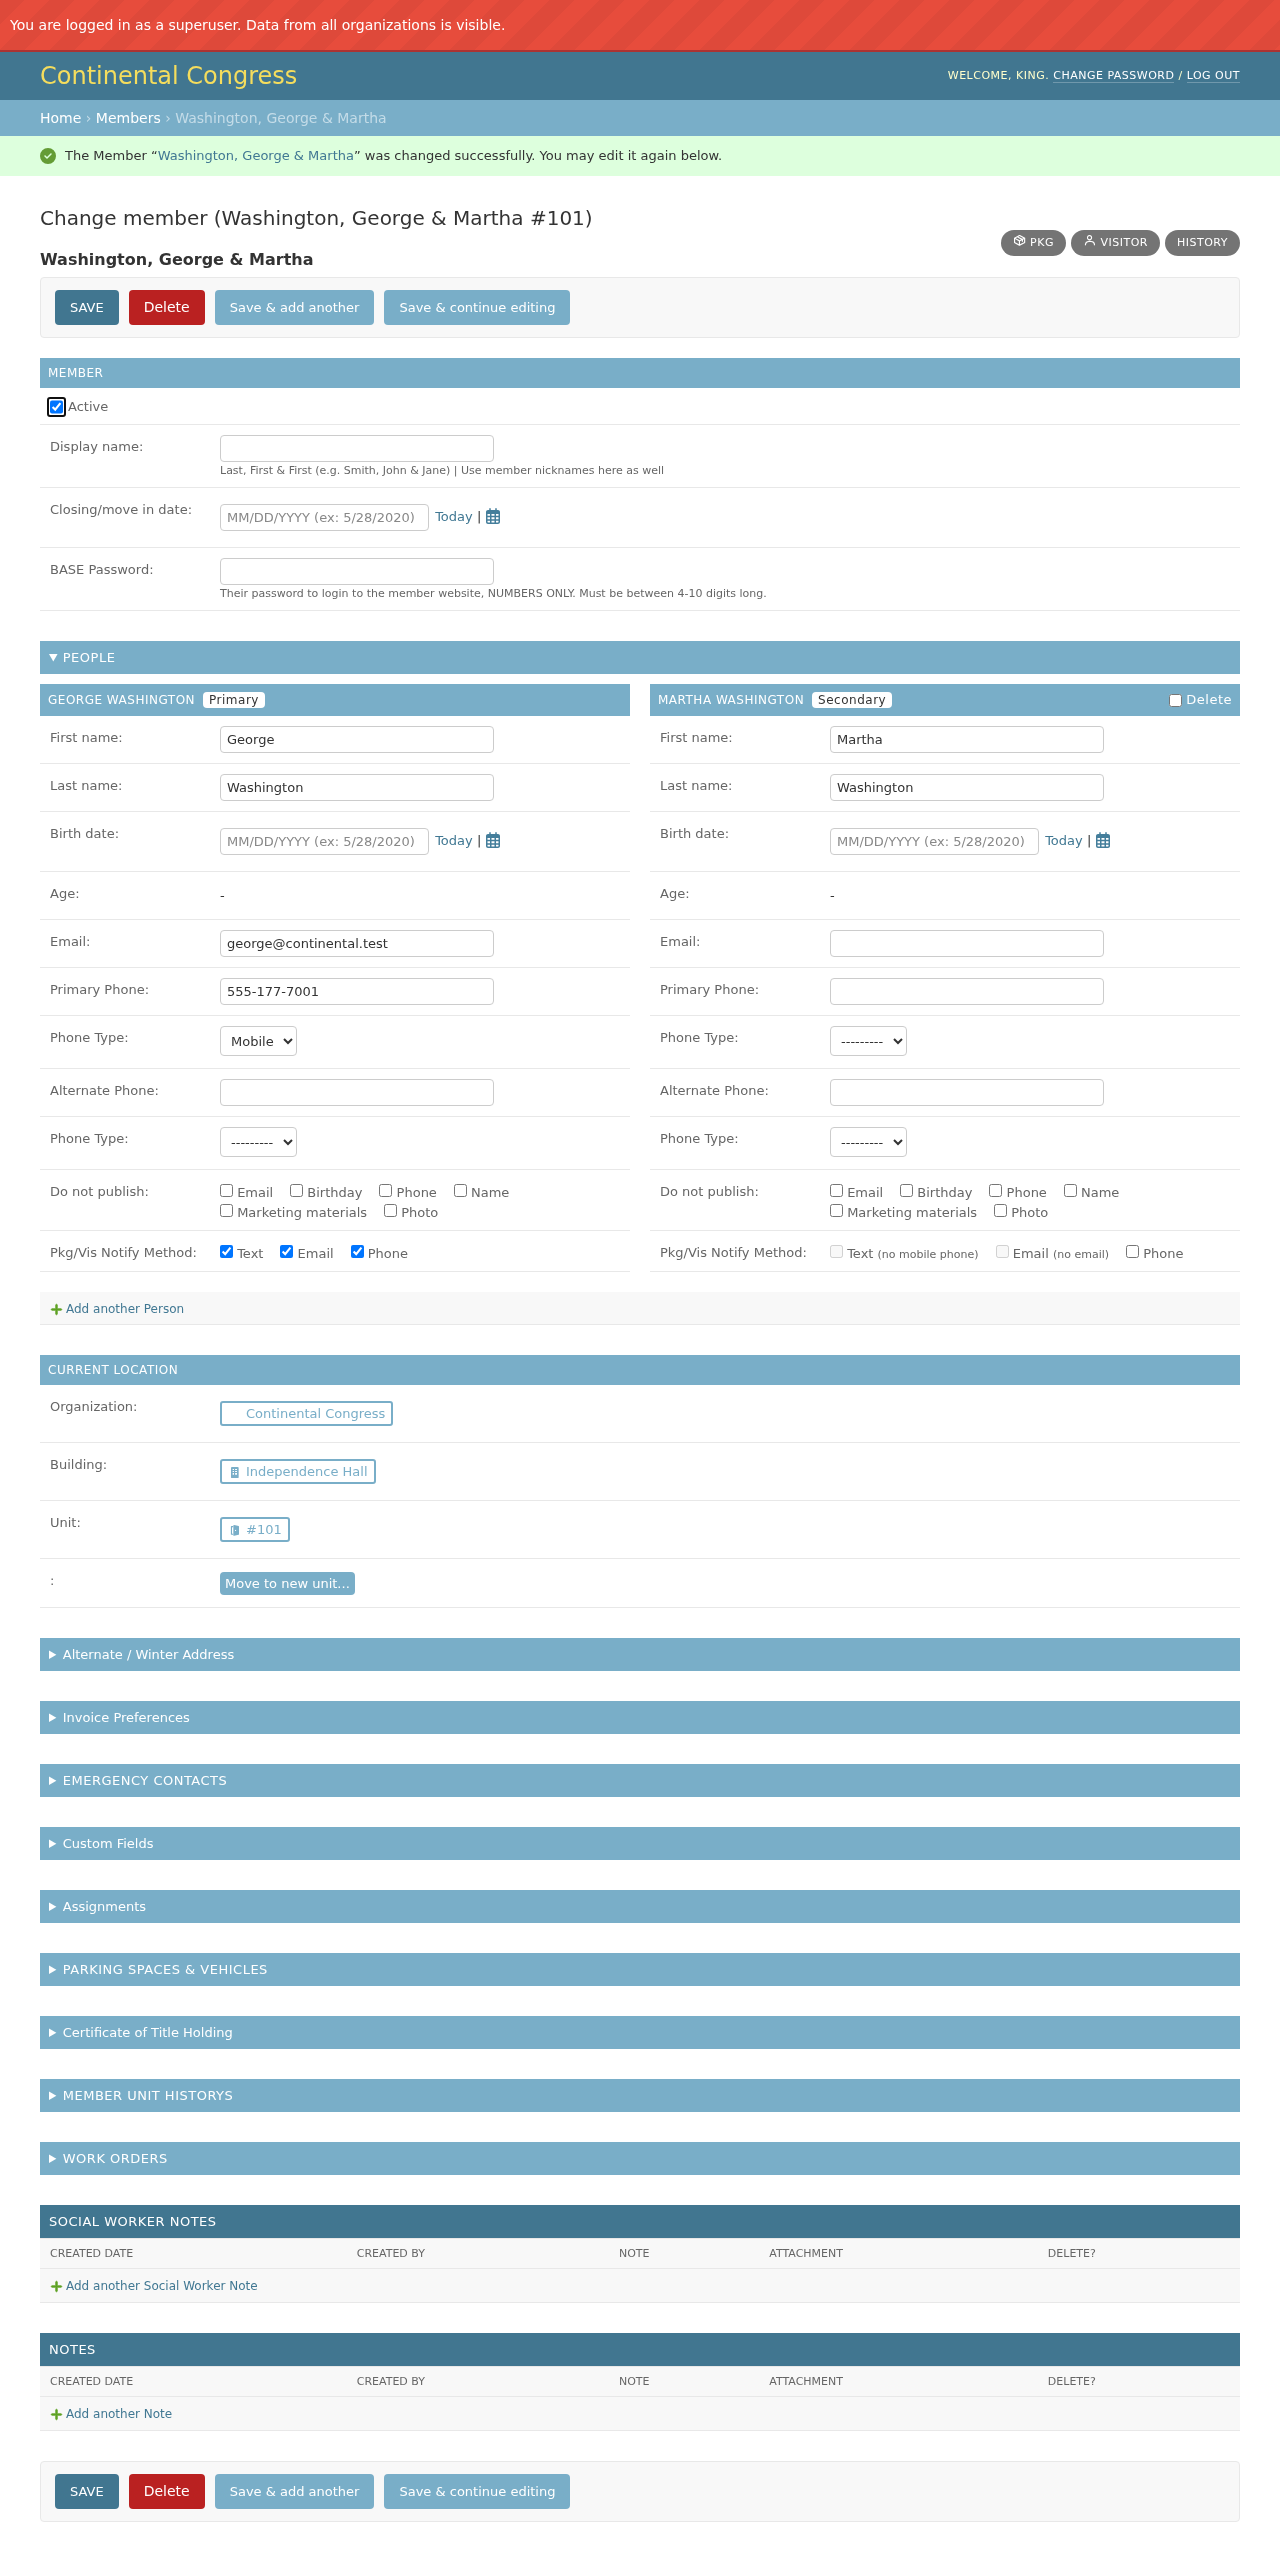 You are logged in as a superuser. Data from all organizations is visible.
Continental Congress
WELCOME, KING. CHANGE PASSWORD / LOG OUT
Home › Members › Washington, George & Martha
The Member “Washington, George & Martha” was changed successfully. You may edit it again below.
Change member (Washington, George & Martha #101)
PKG VISITOR HISTORY
Washington, George & Martha
SAVE Delete Save & add another Save & continue editing
MEMBER
Active
Display name:
Last, First & First (e.g. Smith, John & Jane) | Use member nicknames here as well
Closing/move in date: MM/DD/YYYY (ex: 5/28/2020) Today |
BASE Password:
Their password to login to the member website, NUMBERS ONLY. Must be between 4-10 digits long.
PEOPLE
GEORGE WASHINGTON Primary
First name: George
Last name: Washington
Birth date: MM/DD/YYYY (ex: 5/28/2020) Today |
Age: -
Email: george@continental.test
Primary Phone: 555-177-7001
Phone Type: Mobile
Alternate Phone:
Phone Type: ---------
Do not publish: Email Birthday Phone Name
Marketing materials Photo
Pkg/Vis Notify Method: Text Email Phone
MARTHA WASHINGTON Secondary Delete
First name: Martha
Last name: Washington
Birth date: MM/DD/YYYY (ex: 5/28/2020) Today |
Age: -
Email:
Primary Phone:
Phone Type: ---------
Alternate Phone:
Phone Type: ---------
Do not publish: Email Birthday Phone Name
Marketing materials Photo
Pkg/Vis Notify Method: Text (no mobile phone) Email (no email) Phone
Add another Person
CURRENT LOCATION
Organization: Continental Congress
Building: Independence Hall
Unit: #101
: Move to new unit...
Alternate / Winter Address
Invoice Preferences
EMERGENCY CONTACTS
Custom Fields
Assignments
PARKING SPACES & VEHICLES
Certificate of Title Holding
MEMBER UNIT HISTORYS
WORK ORDERS
SOCIAL WORKER NOTES
CREATED DATE CREATED BY NOTE ATTACHMENT DELETE?
Add another Social Worker Note
NOTES
CREATED DATE CREATED BY NOTE ATTACHMENT DELETE?
Add another Note
SAVE Delete Save & add another Save & continue editing